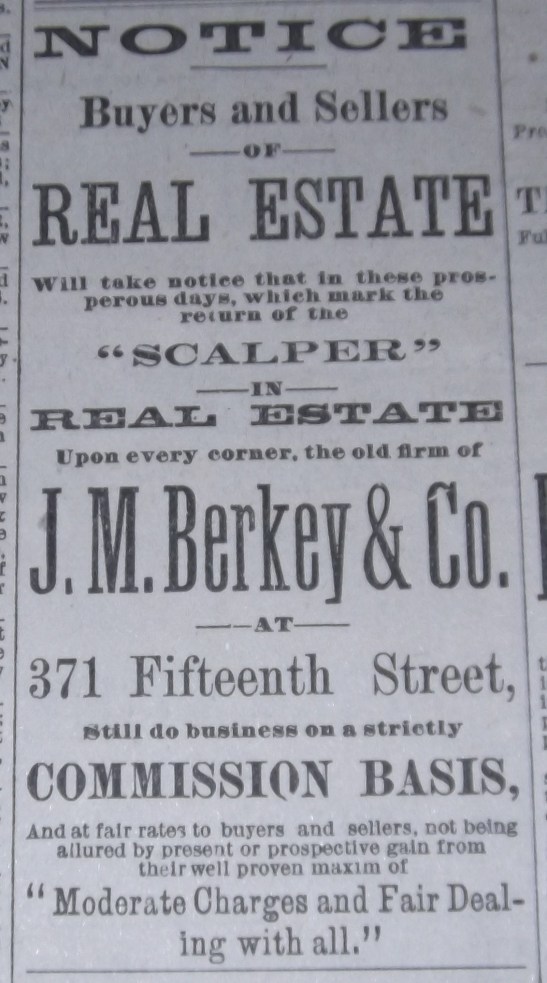 NOTICE
Buyers and Sellers
OF
REAL ESTATE
Will take notice that in these pros-
perous days, which mark the
return of the
"SCALPER"
IN
REAL ESTATE
Upon every corner, the old firm of
J. M. Berkey & Co.
AT
371 Fifteenth Street,
Still do business on a strictly
COMMISSION BASIS,
And at fair rates to buyers and sellers, not being
allured by present or prospective gain from
their well proven maxim of
"Moderate Charges and Fair Deal-
ing with all."